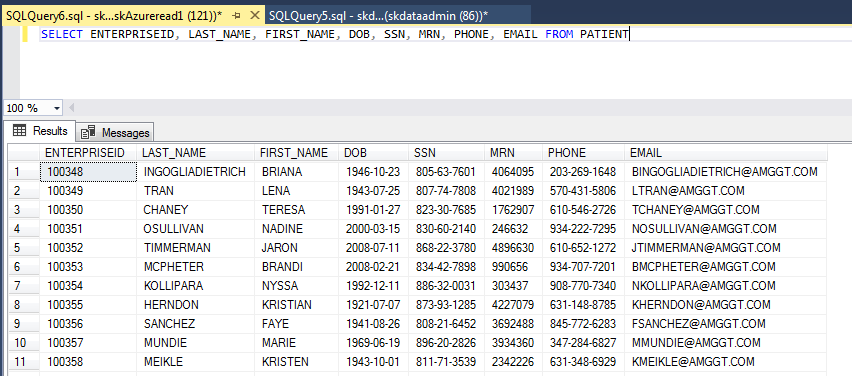 SQLQuery6.sql - sk...skAzureread1 (121))* SQLQuery5.sql - skd...(skdataadmin (86))*
SELECT ENTERPRISEID, LAST_NAME, FIRST_NAME, DOB, SSN, MRN, PHONE, EMAIL FROM PATIENT
100 %
Results Messages
ENTERPRISEID LAST_NAME FIRST_NAME DOB SSN MRN PHONE EMAIL
1 100348 INGOGLIADIETRICH BRIANA 1946-10-23 805-63-7601 4064095 203-269-1648 BINGOGLIADIETRICH@AMGGT.COM
2 100349 TRAN LENA 1943-07-25 807-74-7808 4021989 570-431-5806 LTRAN@AMGGT.COM
3 100350 CHANEY TERESA 1991-01-27 823-30-7685 1762907 610-546-2726 TCHANEY@AMGGT.COM
4 100351 OSULLIVAN NADINE 2000-03-15 830-60-2140 246632 934-222-7295 NOSULLIVAN@AMGGT.COM
5 100352 TIMMERMAN JARON 2008-07-11 868-22-3780 4896630 610-652-1272 JTIMMERMAN@AMGGT.COM
6 100353 MCPHETER BRANDI 2008-02-21 834-42-7898 990656 934-707-7201 BMCPHETER@AMGGT.COM
7 100354 KOLLIPARA NYSSA 1992-12-11 886-32-0031 303437 908-770-7340 NKOLLIPARA@AMGGT.COM
8 100355 HERNDON KRISTIAN 1921-07-07 873-93-1285 4227079 631-148-8785 KHERNDON@AMGGT.COM
9 100356 SANCHEZ FAYE 1941-08-26 808-21-6452 3692488 845-772-6283 FSANCHEZ@AMGGT.COM
10 100357 MUNDIE MARIE 1969-06-19 896-20-2826 3934360 347-284-6827 MMUNDIE@AMGGT.COM
11 100358 MEIKLE KRISTEN 1943-10-01 811-71-3539 2342226 631-348-6929 KMEIKLE@AMGGT.COM